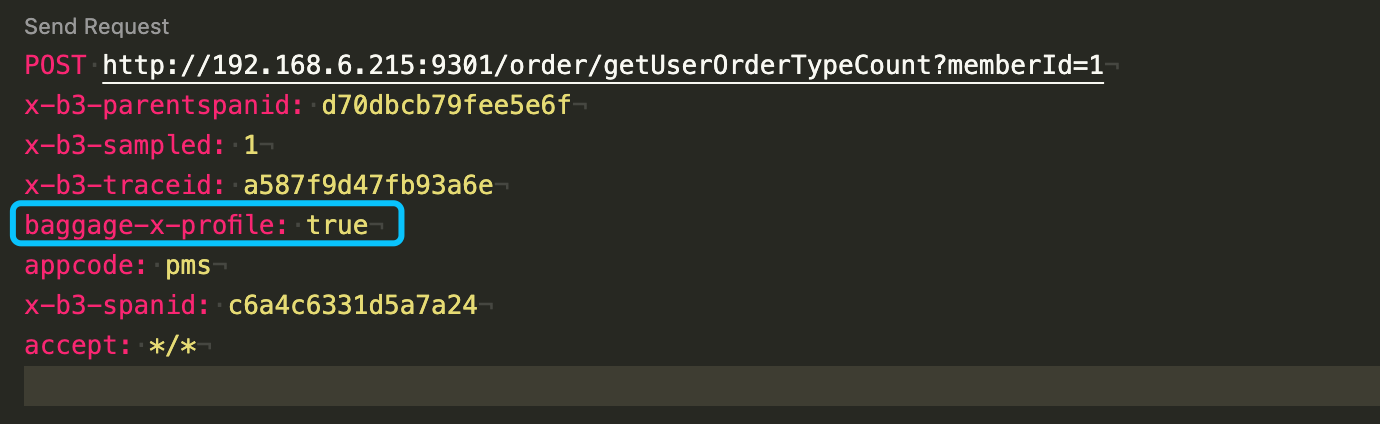 Send Request
POST http://192.168.6.215:9301/order/getUserOrderTypeCount?memberId=1
x-b3-parentspanid: d70dbcb79fee5e6f
x-b3-sampled: 1
x-b3-traceid: a587f9d47fb93a6e
baggage-x-profile: true
appcode: pms
x-b3-spanid: c6a4c6331d5a7a24
accept: */*